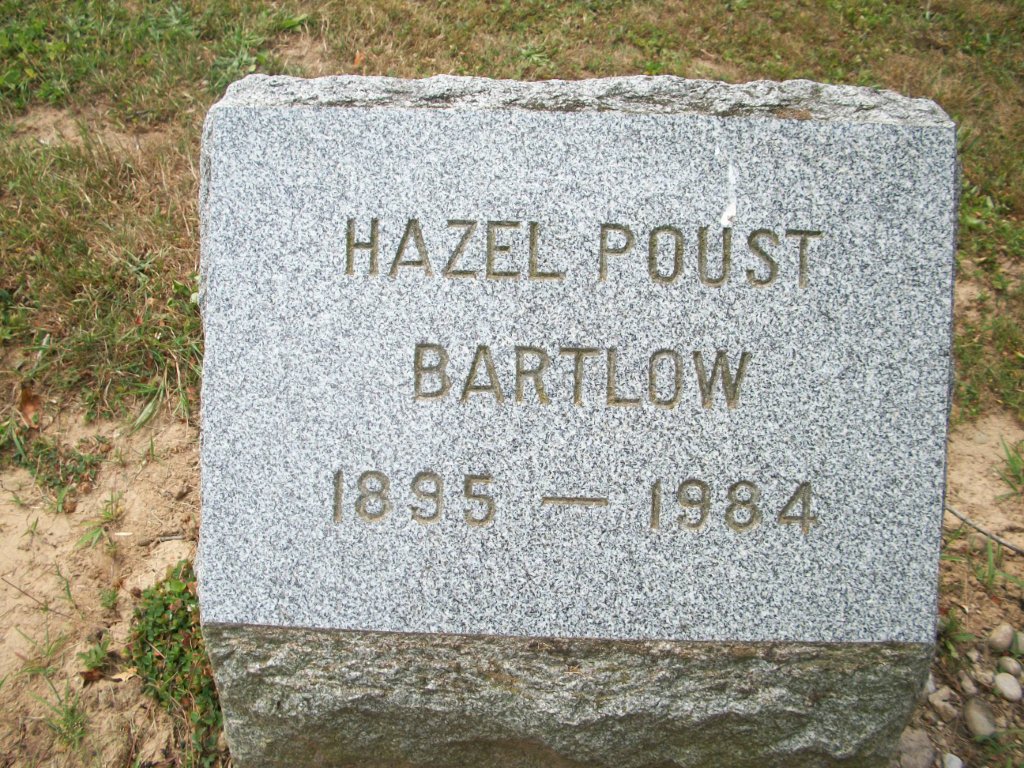 HAZEL POUST
BARTLOW
1895 — 1984